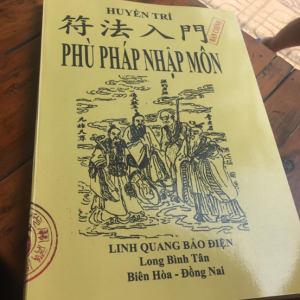 HUYỀN TRÍ
符法入門
PHÙ PHÁP NHẬP MÔN
LINH QUANG BẢO ĐIỆN
Long Bình Tân
Biên Hòa - Đồng Nai